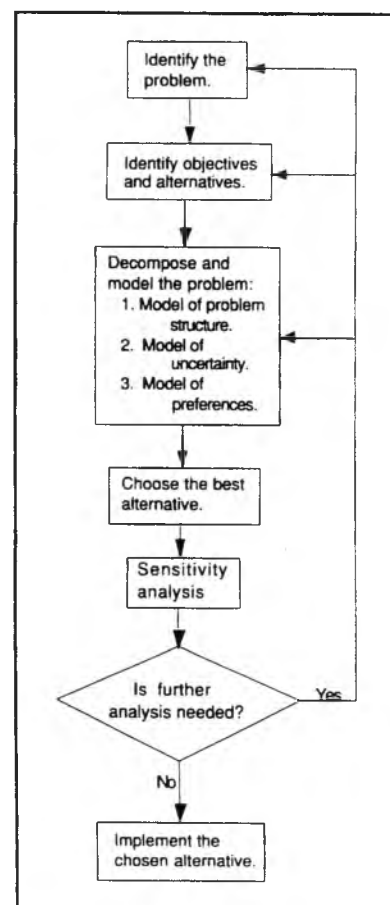 Identify the
problem.
Identify objectives
and alternatives.
Decompose and
model the problem:
1. Model of problem
structure.
2. Model of
uncertainty.
3. Model of
preferences.
Choose the best
alternative.
Sensitivity
analysis
Is further
analysis needed?
Yes
No
Implement the
chosen alternative.